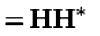 = HH*